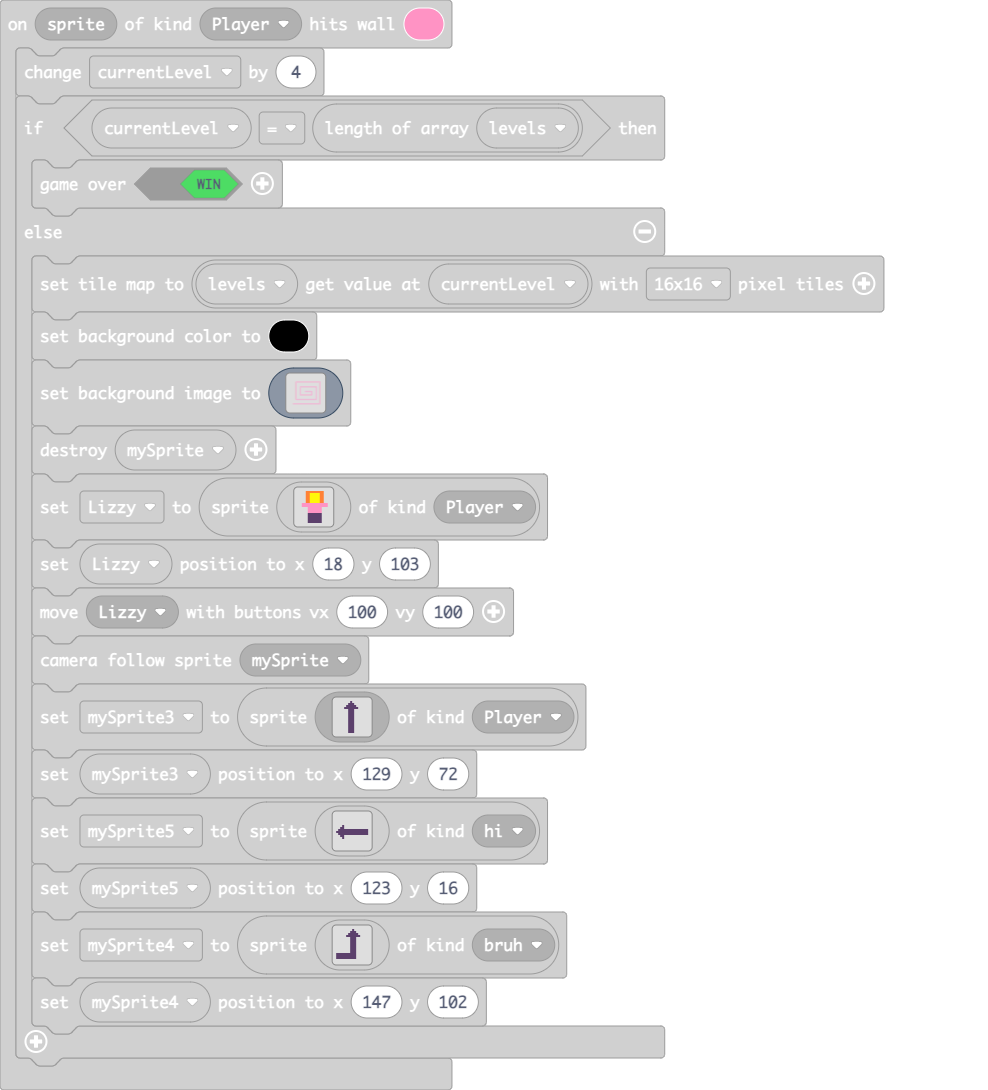 on sprite of kind Player hits wall
change currentLevel by 4
if currentLevel = length of array levels then
game over WIN
else
set tile map to levels get value at currentLevel with 16x16 pixel tiles
set background color to
set background image to
destroy mySprite
set Lizzy to sprite of kind Player
set Lizzy position to x 18 y 103
move Lizzy with buttons vx 100 vy 100
camera follow sprite mySprite
set mySprite3 to sprite of kind Player
set mySprite3 position to x 129 y 72
set mySprite5 to sprite of kind hi
set mySprite5 position to x 123 y 16
set mySprite4 to sprite of kind bruh
set mySprite4 position to x 147 y 102